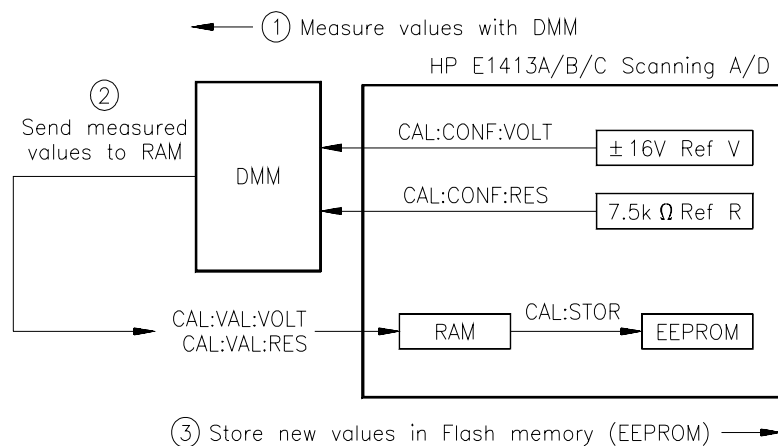 ① Measure values with DMM
HP E1413A/B/C Scanning A/D
②
Send measured
values to RAM
DMM
CAL:CONF:VOLT
±16V Ref V
CAL:CONF:RES
7.5k Ω Ref R
CAL:VAL:VOLT
CAL:VAL:RES
RAM
CAL:STOR
EEPROM
③ Store new values in Flash memory (EEPROM)